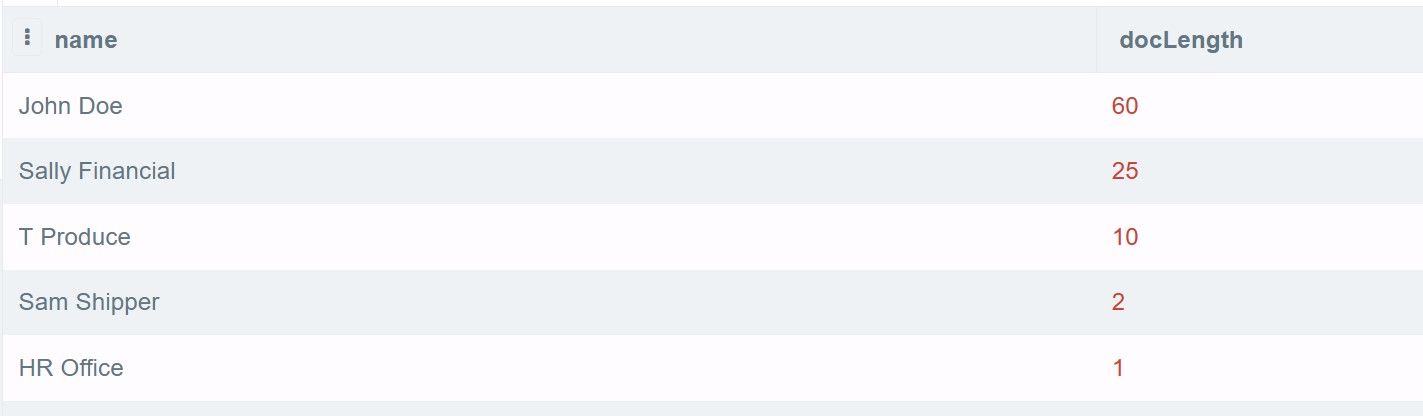 name docLength
John Doe 60
Sally Financial 25
T Produce 10
Sam Shipper 2
HR Office 1